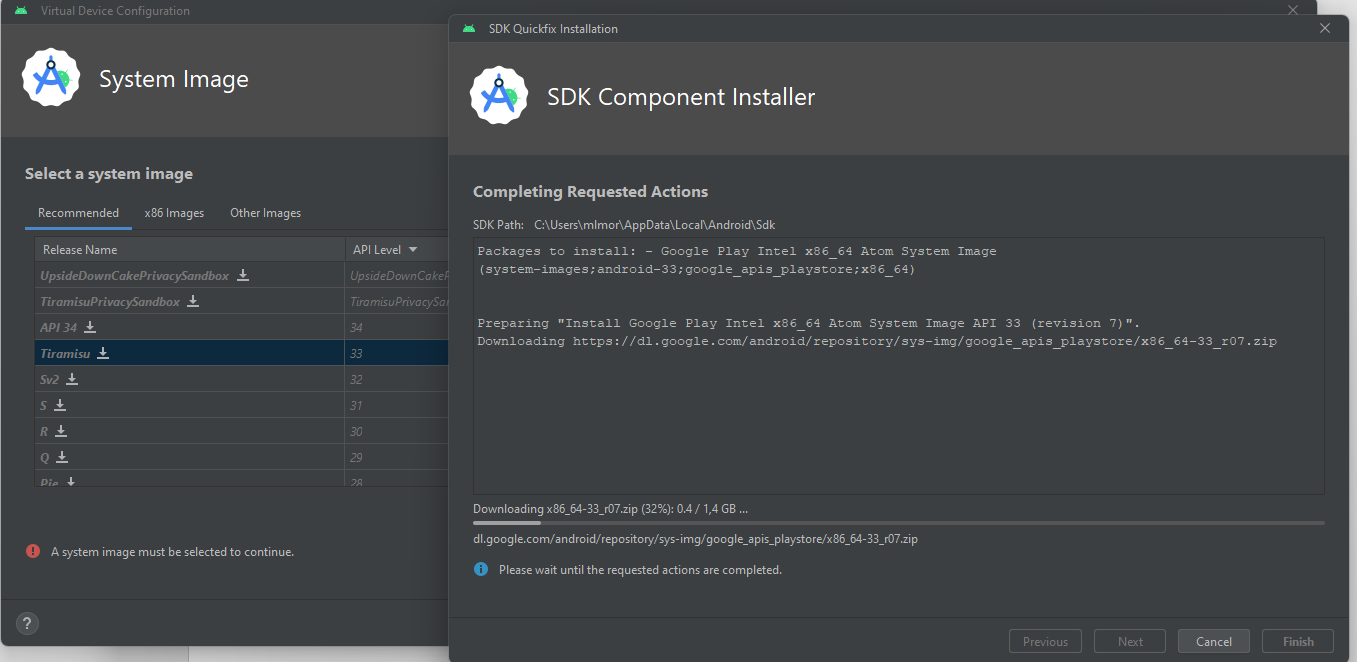 Virtual Device Configuration
System Image
Select a system image
Recommended x86 Images Other Images
Release Name API Level
UpsideDownCakePrivacySandbox UpsideDownCakeP
TiramisuPrivacySandbox TiramisuPrivacySan
API 34 34
Tiramisu 33
Sv2 32
S 31
R 30
Q 29
Pie 28
A system image must be selected to continue.
?
SDK Quickfix Installation
SDK Component Installer
Completing Requested Actions
SDK Path: C:\Users\mlmor\AppData\Local\Android\Sdk
Packages to install: - Google Play Intel x86_64 Atom System Image
(system-images;android-33;google_apis_playstore;x86_64)
Preparing "Install Google Play Intel x86_64 Atom System Image API 33 (revision 7)".
Downloading https://dl.google.com/android/repository/sys-img/google_apis_playstore/x86_64-33_r07.zip
Downloading x86_64-33_r07.zip (32%): 0.4 / 1,4 GB ...
dl.google.com/android/repository/sys-img/google_apis_playstore/x86_64-33_r07.zip
Please wait until the requested actions are completed.
Previous Next Cancel Finish